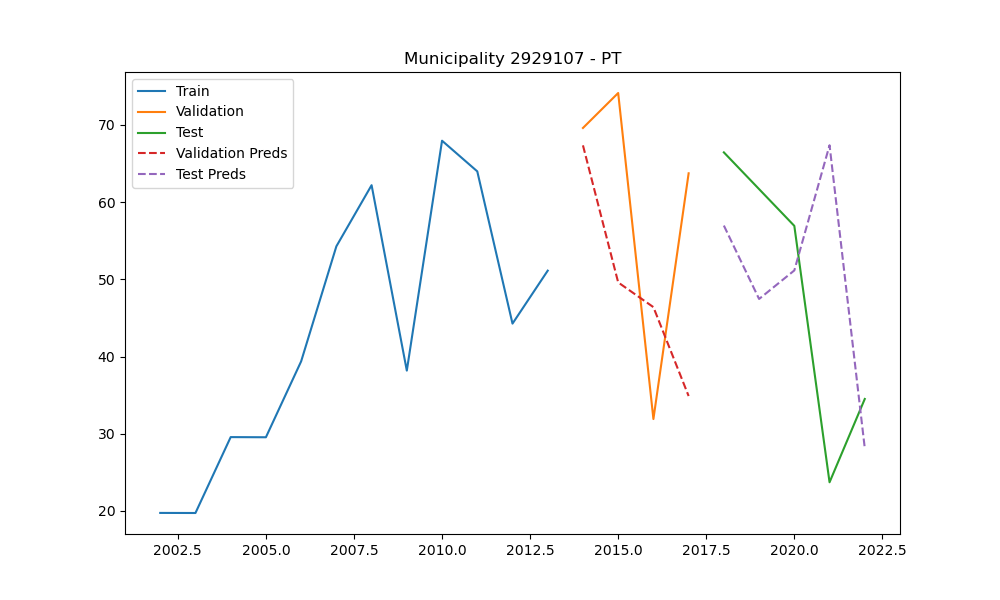 Municipality 2929107 - PT
Train
Validation
Test
Validation Preds
Test Preds
70
60
50
40
30
20
2002.5 2005.0 2007.5 2010.0 2012.5 2015.0 2017.5 2020.0 2022.5